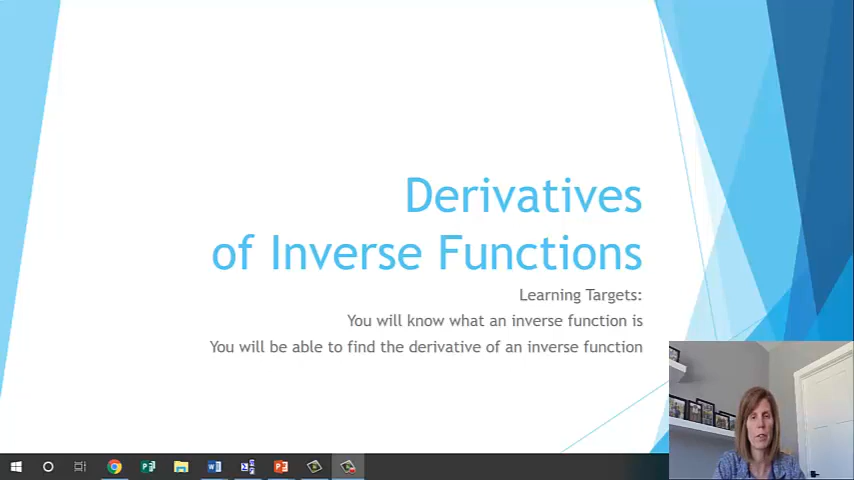 Derivatives
of Inverse Functions
Learning Targets:
You will know what an inverse function is
You will be able to find the derivative of an inverse function